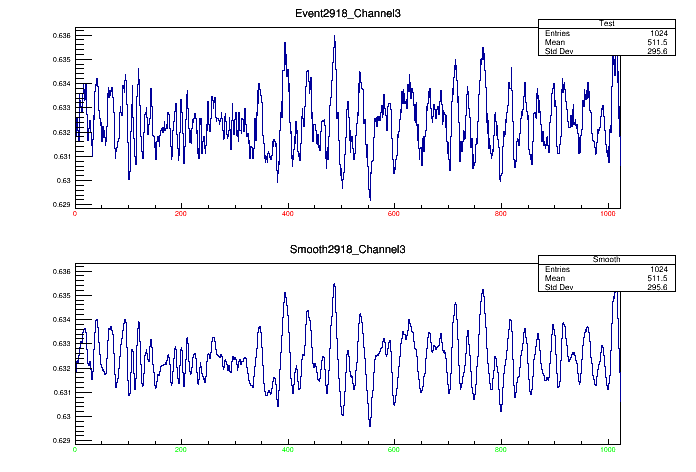 Event2918_Channel3
Test
Entries 1024
Mean 511.5
Std Dev 295.6
0.636
0.635
0.634
0.633
0.632
0.631
0.63
0.629
0 200 400 600 800 1000
Smooth2918_Channel3
Smooth
Entries 1024
Mean 511.5
Std Dev 295.6
0.636
0.635
0.634
0.633
0.632
0.631
0.63
0.629
0 200 400 600 800 1000